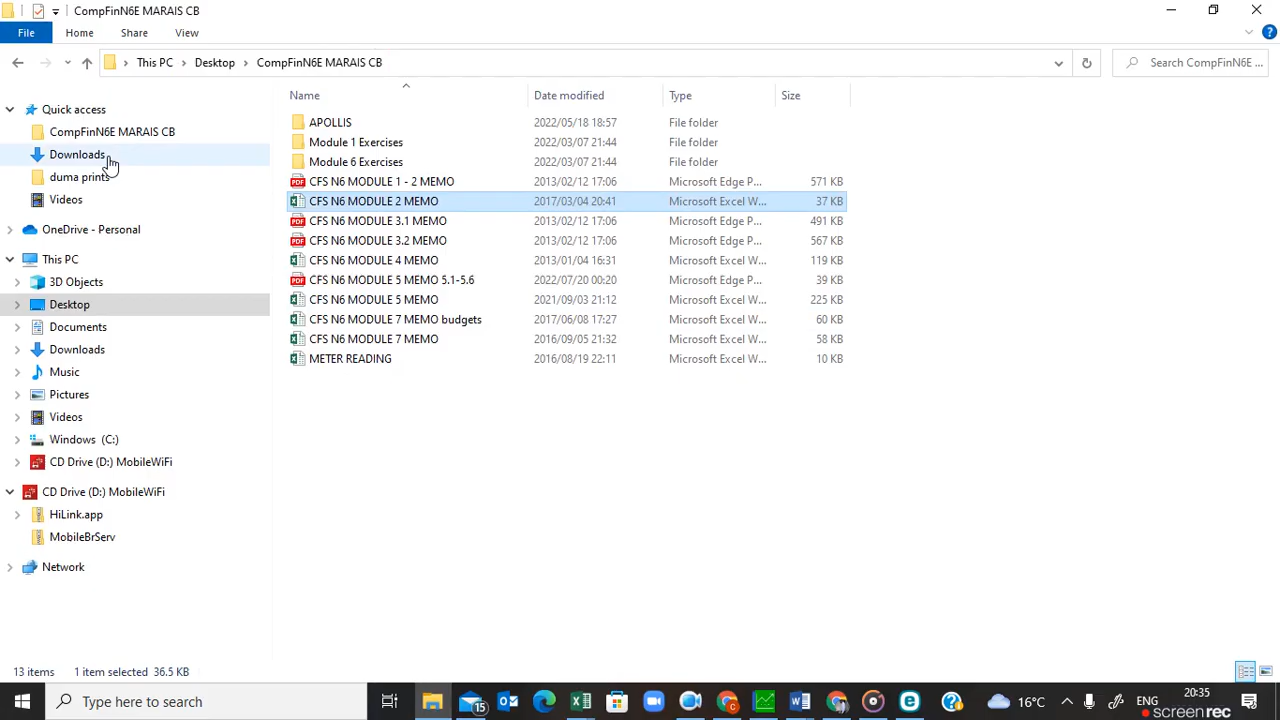 CompFinN6E MARAIS CB
File Home Share View
This PC Desktop CompFinN6E MARAIS CB Search CompFinN6E ...
Name Date modified Type Size
Quick access
CompFinN6E MARAIS CB
Downloads
duma prints
Videos
OneDrive - Personal
This PC
3D Objects
Desktop
Documents
Downloads
Music
Pictures
Videos
Windows (C:)
CD Drive (D:) MobileWiFi
CD Drive (D:) MobileWiFi
HiLink.app
MobileBrServ
Network
APOLLIS 2022/05/18 18:57 File folder
Module 1 Exercises 2022/03/07 21:44 File folder
Module 6 Exercises 2022/03/07 21:44 File folder
PDF CFS N6 MODULE 1 - 2 MEMO 2013/02/12 17:06 Microsoft Edge P... 571 KB
CFS N6 MODULE 2 MEMO 2017/03/04 20:41 Microsoft Excel W... 37 KB
PDF CFS N6 MODULE 3.1 MEMO 2013/02/12 17:06 Microsoft Edge P... 491 KB
PDF CFS N6 MODULE 3.2 MEMO 2013/02/12 17:06 Microsoft Edge P... 567 KB
CFS N6 MODULE 4 MEMO 2013/01/04 16:31 Microsoft Excel W... 119 KB
PDF CFS N6 MODULE 5 MEMO 5.1-5.6 2022/07/20 00:20 Microsoft Edge P... 39 KB
CFS N6 MODULE 5 MEMO 2021/09/03 21:12 Microsoft Excel W... 225 KB
CFS N6 MODULE 7 MEMO budgets 2017/06/08 17:27 Microsoft Excel W... 60 KB
CFS N6 MODULE 7 MEMO 2016/09/05 21:32 Microsoft Excel W... 58 KB
METER READING 2016/08/19 22:11 Microsoft Excel W... 10 KB
13 items 1 item selected 36.5 KB
Type here to search 15 16°C ENG 20:35
SCREEN REC